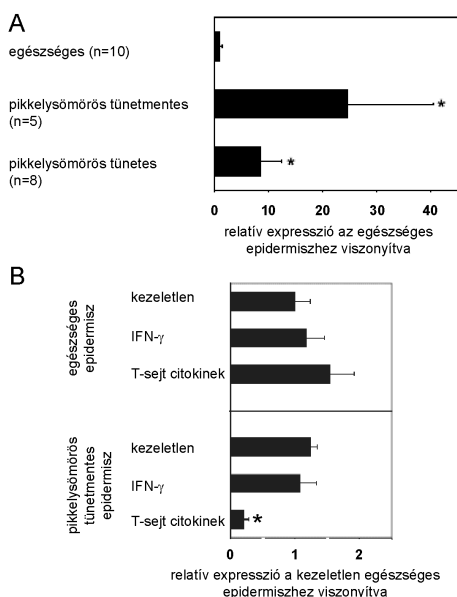 A
egészséges (n=10)
pikkelysömörös tünetmentes
(n=5)
*
pikkelysömörös tünetes
(n=8)
*
0 10 20 30 40
relatív expresszió az egészséges
epidermiszhez viszonyítva
B
egészséges
epidermisz
kezeletlen
IFN-γ
T-sejt citokinek
pikkelysömörös
tünetmentes
epidermisz
kezeletlen
IFN-γ
T-sejt citokinek
*
0 1 2
relatív expresszió a kezeletlen egészséges
epidermiszhez viszonyítva